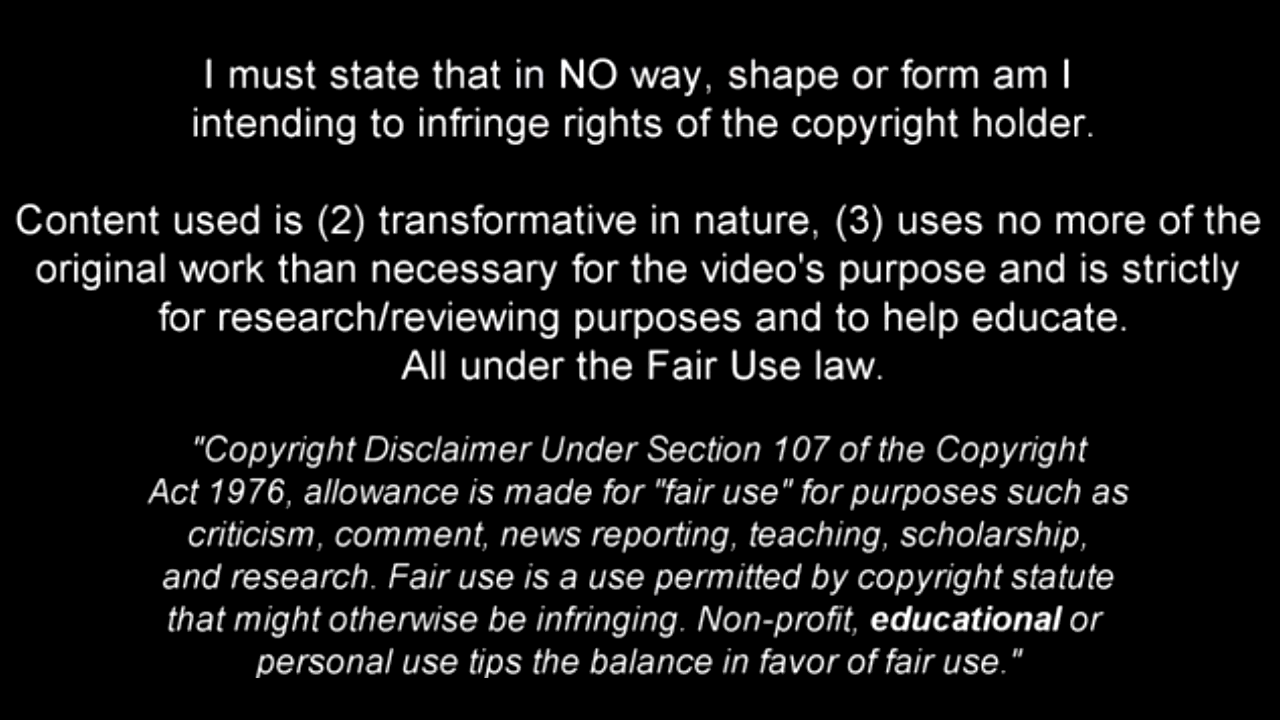 I must state that in NO way, shape or form am I
intending to infringe rights of the copyright holder.
Content used is (2) transformative in nature, (3) uses no more of the
original work than necessary for the video's purpose and is strictly
for research/reviewing purposes and to help educate.
All under the Fair Use law.
"Copyright Disclaimer Under Section 107 of the Copyright
Act 1976, allowance is made for "fair use" for purposes such as
criticism, comment, news reporting, teaching, scholarship,
and research. Fair use is a use permitted by copyright statute
that might otherwise be infringing. Non-profit, educational or
personal use tips the balance in favor of fair use."